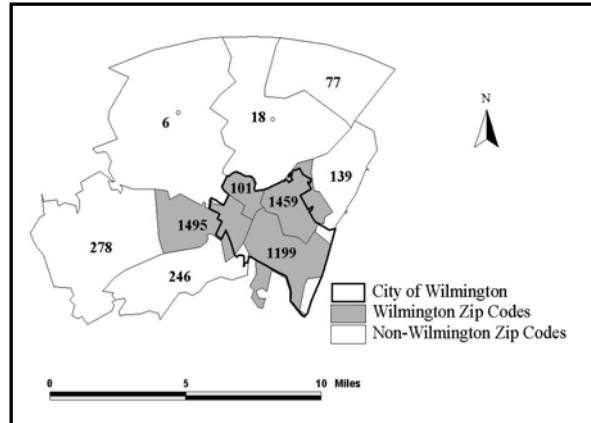 77
6
18
N
139
101
1459
1495
278
1199
246
City of Wilmington
Wilmington Zip Codes
Non-Wilmington Zip Codes
0 5 10 Miles